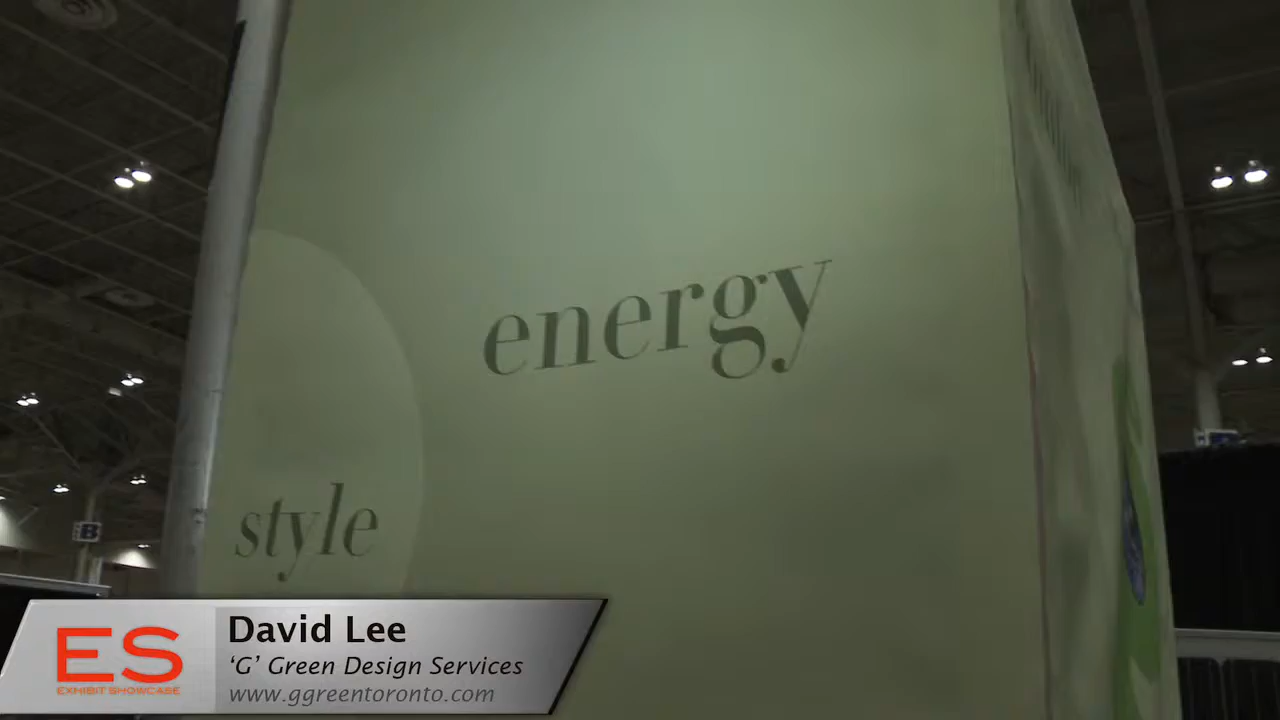 energy
style
B
ES
EXHIBIT SHOWCASE
David Lee
‘G’ Green Design Services
www.ggreentoronto.com